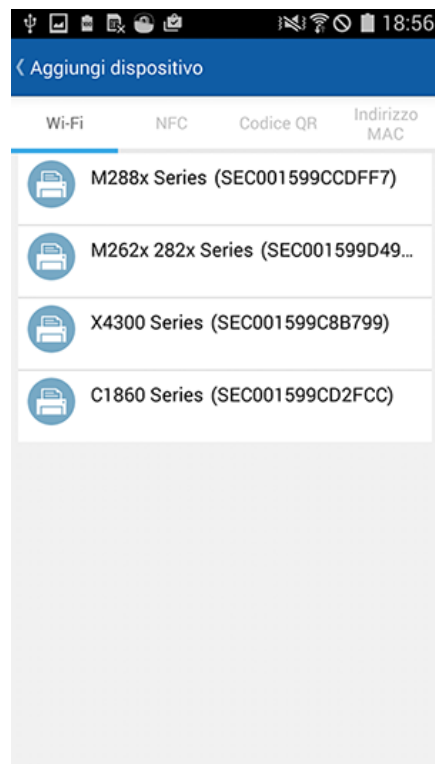 18:56
Aggiungi dispositivo
Wi-Fi
NFC
Codice QR
Indirizzo
MAC
M288x Series (SEC001599CCDFF7)
M262x 282x Series (SEC001599D49...
X4300 Series (SEC001599C8B799)
C1860 Series (SEC001599CD2FCC)